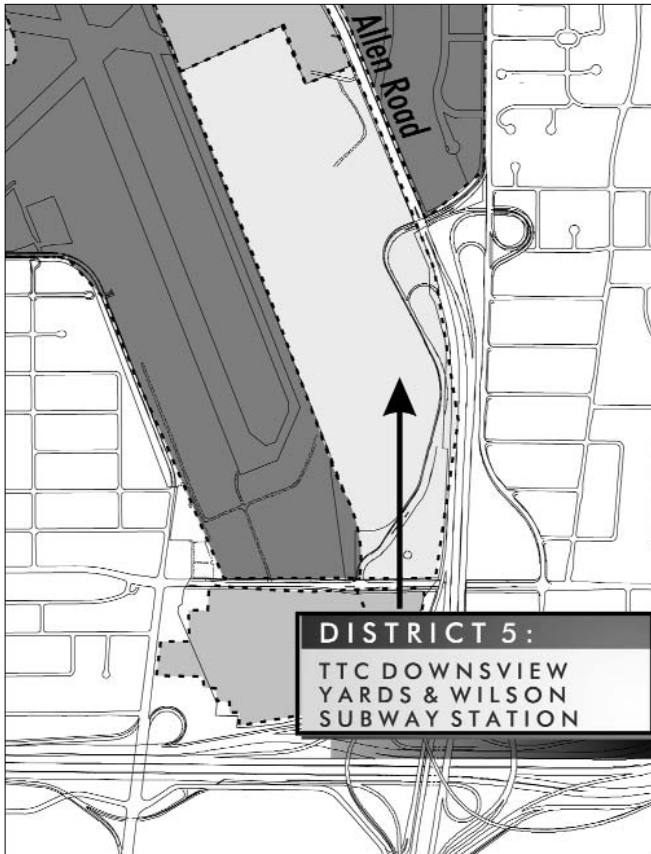 Allen Road
DISTRICT 5:
TTC DOWNSVIEW
YARDS & WILSON
SUBWAY STATION